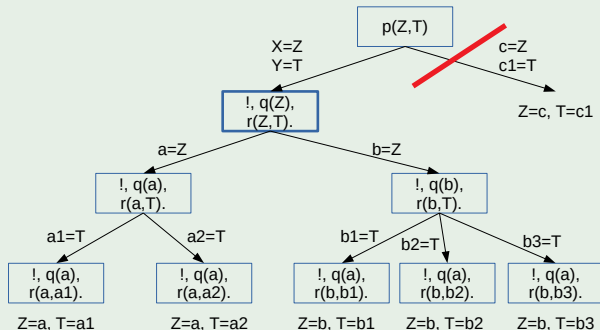 p(Z,T)
X=Z
Y=T
c=Z
c1=T
!, q(Z),
r(Z,T).
Z=c, T=c1
a=Z
b=Z
!, q(a),
r(a,T).
!, q(b),
r(b,T).
a1=T
a2=T
b1=T
b2=T
b3=T
!, q(a),
r(a,a1).
!, q(a),
r(a,a2).
!, q(a),
r(b,b1).
!, q(a),
r(b,b2).
!, q(a),
r(b,b3).
Z=a, T=a1
Z=a, T=a2
Z=b, T=b1
Z=b, T=b2
Z=b, T=b3